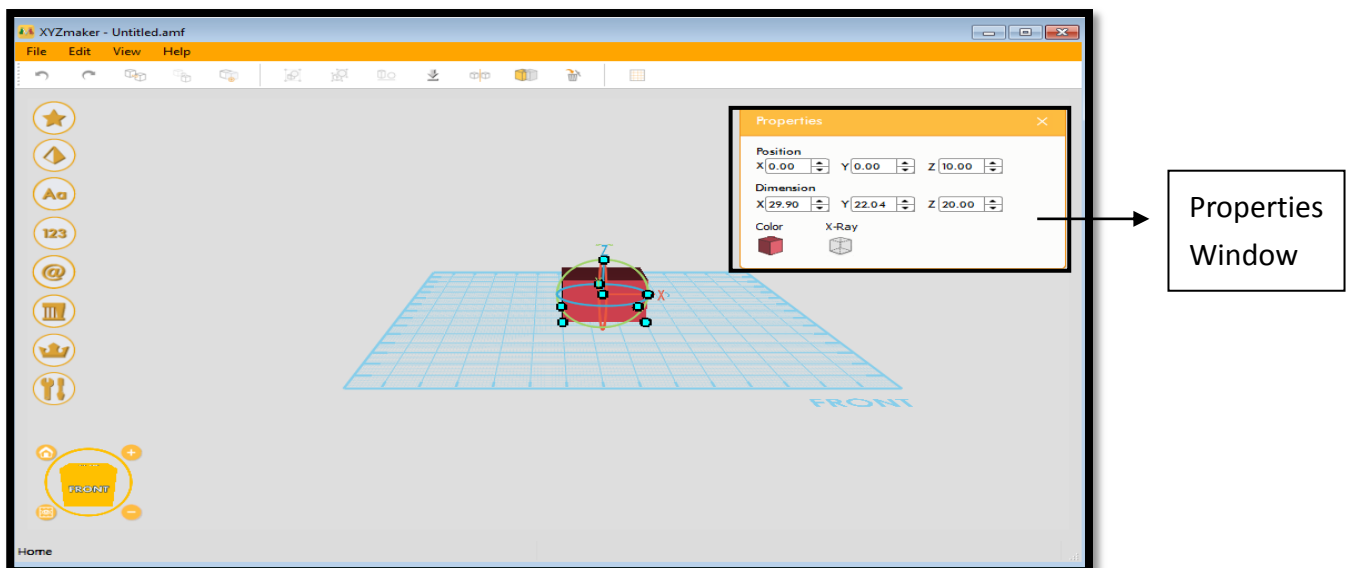 XYZmaker - Untitled.amf
File Edit View Help
Properties
Position
X 0.00 Y 0.00 Z 10.00
Dimension
X 29.90 Y 22.04 Z 20.00
Color X-Ray
Properties
Window
Aa
123
@
Z
X
FRONT
FRONT
Home